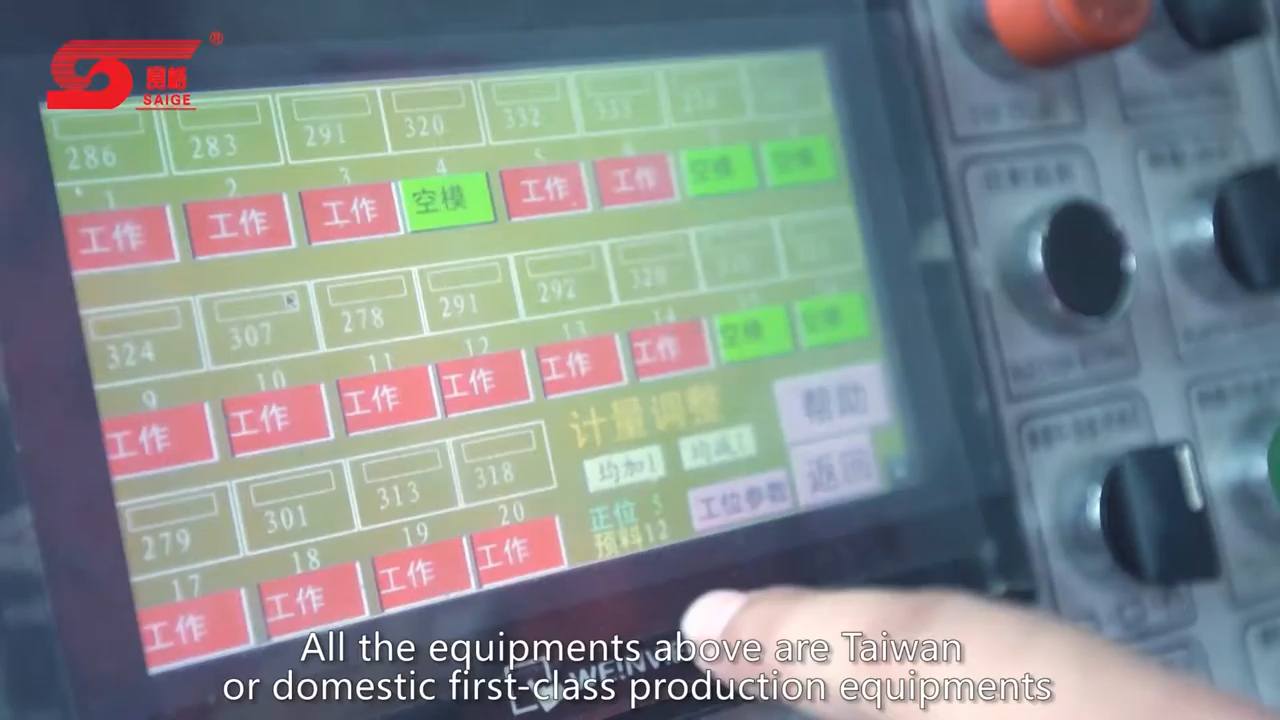 赛格
SAIGE
286 283 291 320 332 333
1 2 3 4 5 6
工作 工作 工作 空模 工作 工作 空模 空模
324 307 278 291 292 320
9 10 11 12 13 14
工作 工作 工作 工作 工作 工作 空模 空模
279 301 313 318
计量调整
帮助
均加1 均减1
正位 5
工位参数
返回
预料12
17 18 19 20
工作 工作 工作 工作
All the equipments above are Taiwan
or domestic first-class production equipments